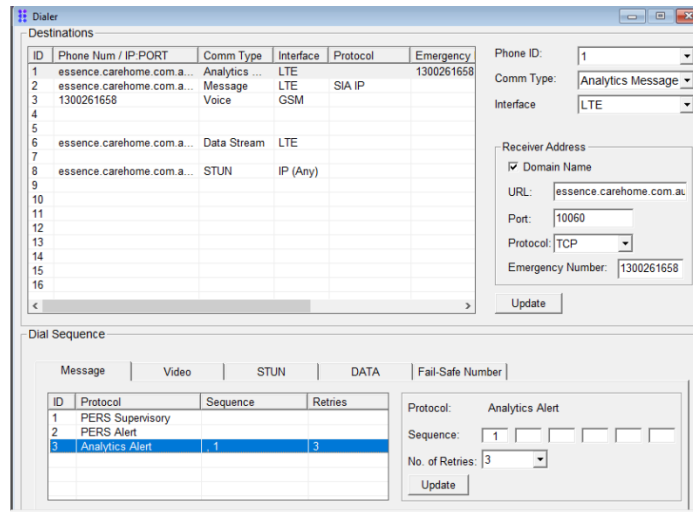 Dialer
Destinations
ID Phone Num / IP:PORT Comm Type Interface Protocol Emergency
1 essence.carehome.com.a... Analytics ... LTE 1300261658
2 essence.carehome.com.a... Message LTE SIA IP
3 1300261658 Voice GSM
4
5
6 essence.carehome.com.a... Data Stream LTE
7
8 essence.carehome.com.a... STUN IP (Any)
9
10
11
12
13
14
15
16
Phone ID: 1
Comm Type: Analytics Message
Interface LTE
Receiver Address
Domain Name
URL: essence.carehome.com.au
Port: 10060
Protocol: TCP
Emergency Number: 1300261658
Update
Dial Sequence
Message Video STUN DATA Fail-Safe Number
ID Protocol Sequence Retries
1 PERS Supervisory
2 PERS Alert
3 Analytics Alert , 1 3
Protocol: Analytics Alert
Sequence: 1
No. of Retries: 3
Update